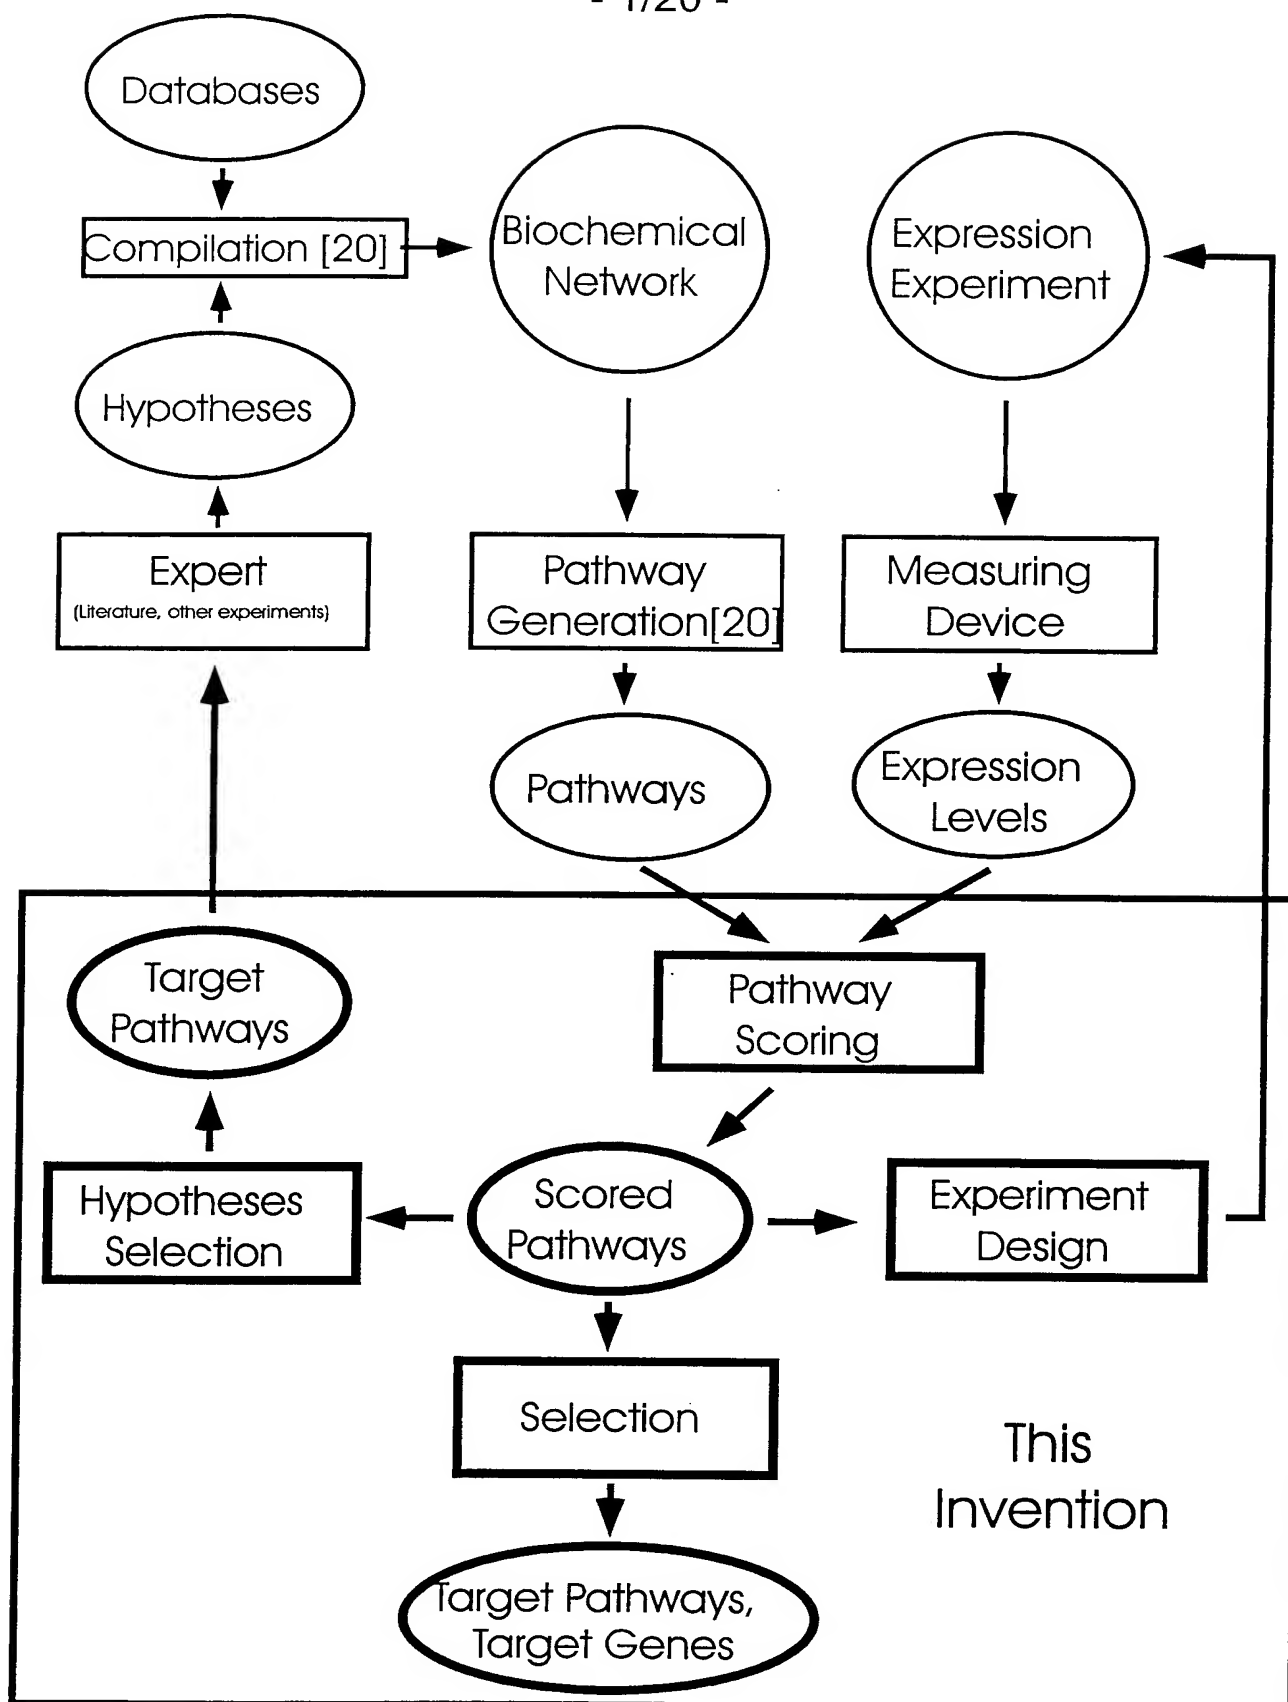 - 1/20 -
Databases
Compilation [20]
Biochemical
Network
Expression
Experiment
Hypotheses
Expert
(Literature, other experiments)
Pathway
Generation[20]
Measuring
Device
Pathways
Expression
Levels
Target
Pathways
Pathway
Scoring
Hypotheses
Selection
Scored
Pathways
Experiment
Design
Selection
This
Invention
Target Pathways,
Target Genes